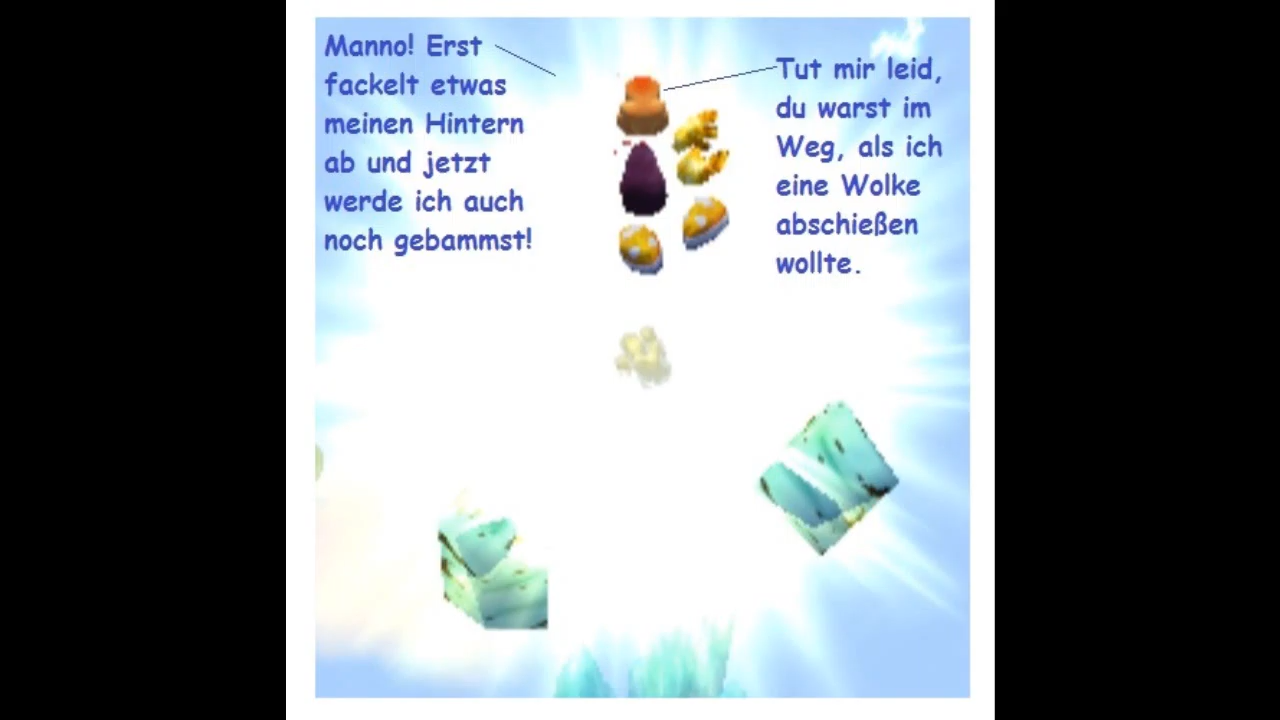 Manno! Erst
fackelt etwas
meinen Hintern
ab und jetzt
werde ich auch
noch gebammst!
Tut mir leid,
du warst im
Weg, als ich
eine Wolke
abschießen
wollte.